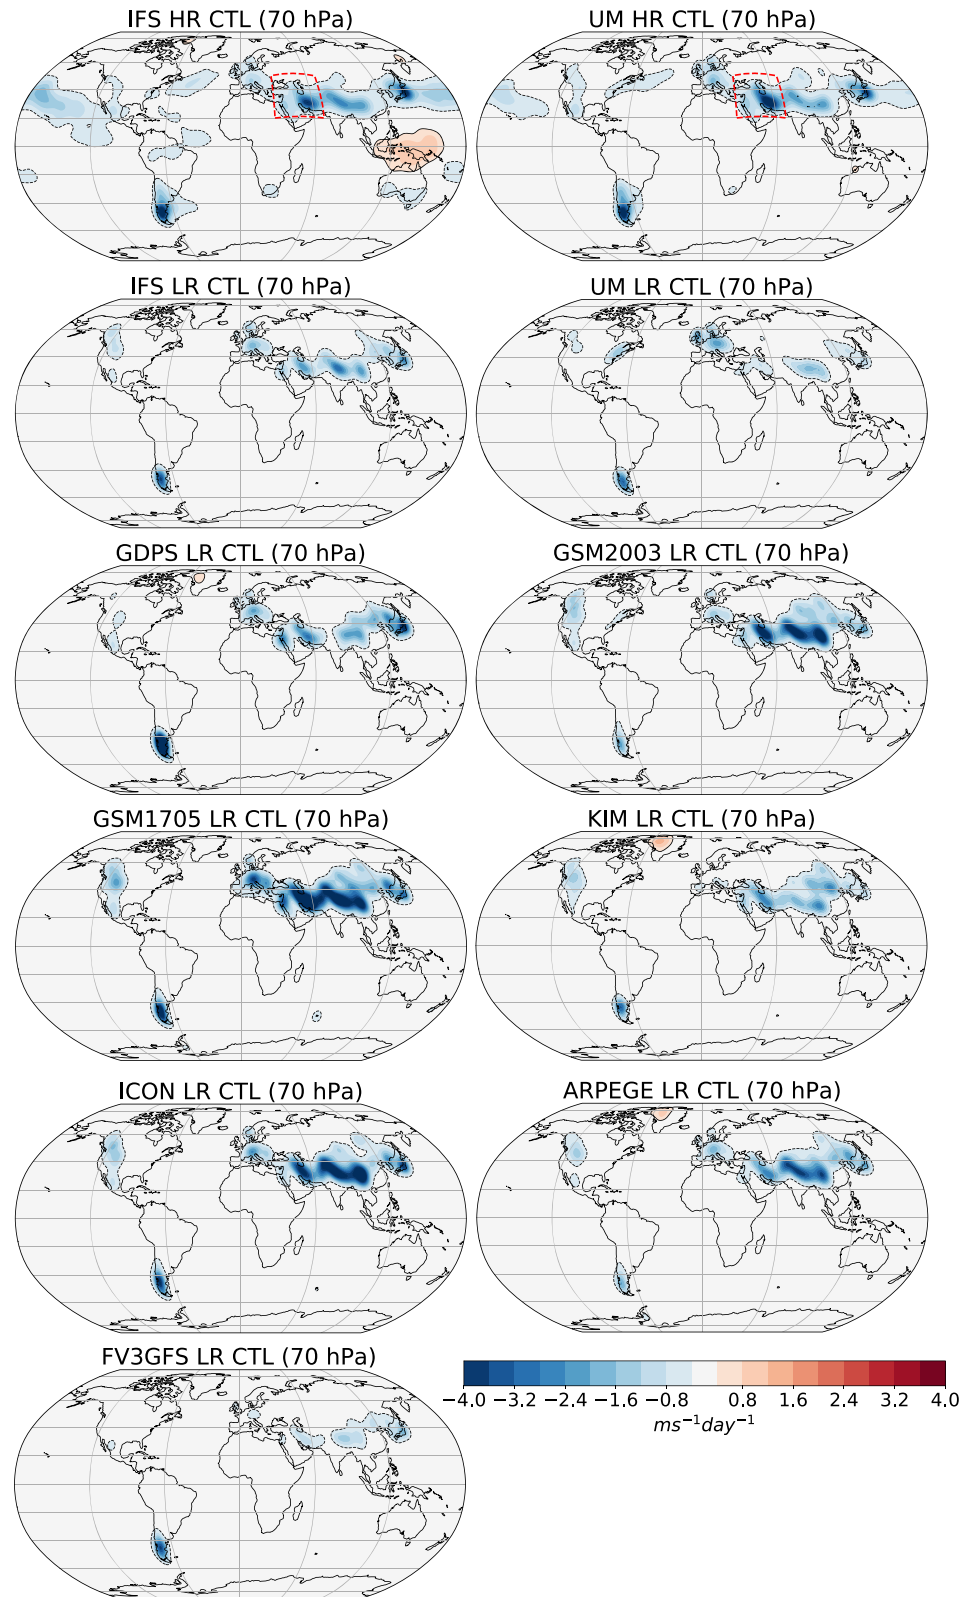 IFS HR CTL (70 hPa)
UM HR CTL (70 hPa)
IFS LR CTL (70 hPa)
UM LR CTL (70 hPa)
GDPS LR CTL (70 hPa)
GSM2003 LR CTL (70 hPa)
GSM1705 LR CTL (70 hPa)
KIM LR CTL (70 hPa)
ICON LR CTL (70 hPa)
ARPEGE LR CTL (70 hPa)
FV3GFS LR CTL (70 hPa)
−4.0 −3.2 −2.4 −1.6 −0.8 0.8 1.6 2.4 3.2 4.0
ms⁻¹day⁻¹